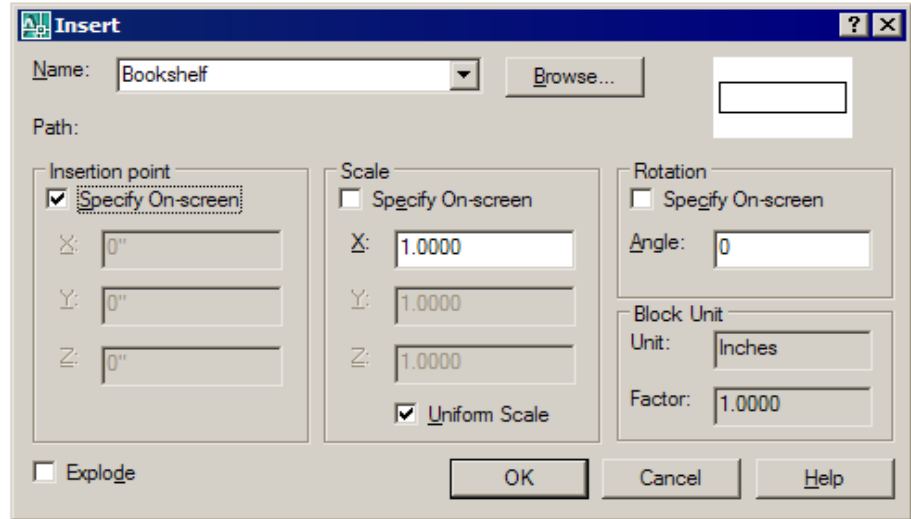 Insert
Name: Bookshelf Browse...
Path:
Insertion point Scale Rotation
Specify On-screen Specify On-screen Specify On-screen
X: 0" X: 1.0000 Angle: 0
Y: 0" Y: 1.0000 Block Unit
Z: 0" Z: 1.0000 Unit: Inches
Uniform Scale Factor: 1.0000
Explode OK Cancel Help